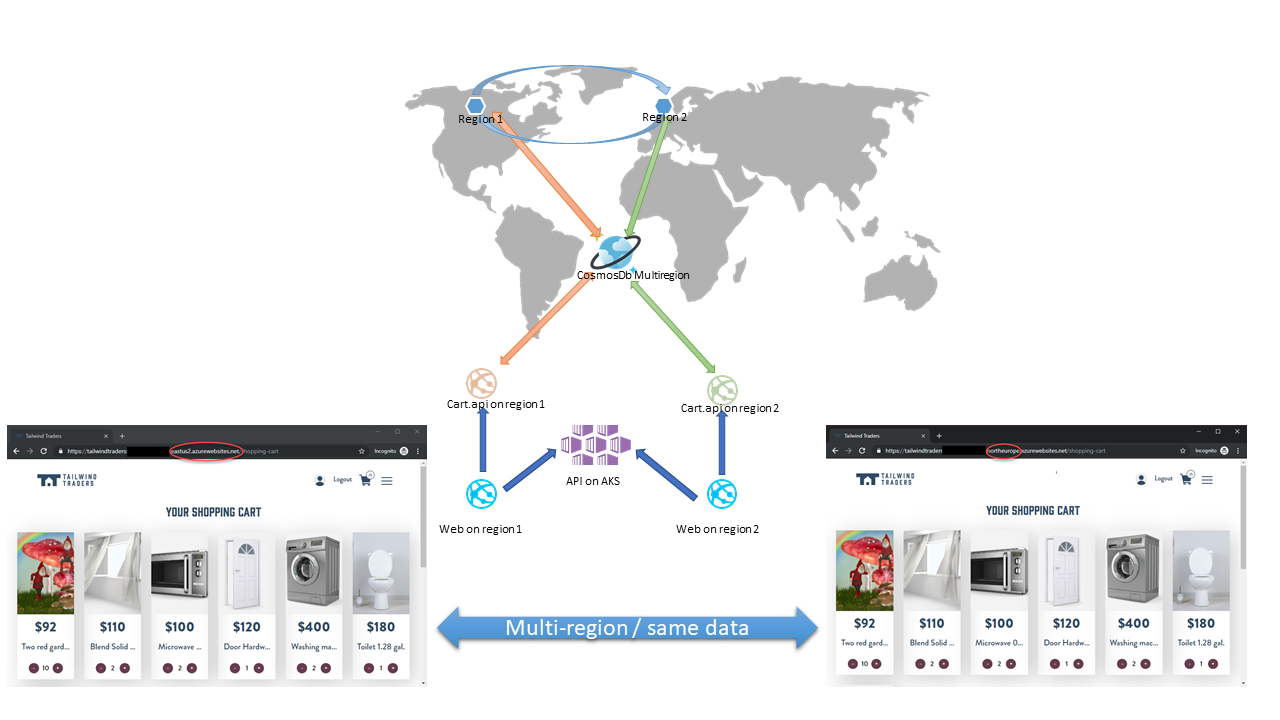 Region 1
Region 2
CosmosDb Multiregion
Cart.api on region 1
Cart.api on region 2
API on AKS
Web on region 1
Web on region 2
Multi-region / same data
Tailwind Traders
https://tailwindtraders
eastus2.azurewebsites.net/shopping-cart
Incognito
TAILWIND
TRADERS
Logout
YOUR SHOPPING CART
$92 $110 $100 $120 $400 $180
Two red gard... Blend Solid ... Microwave ... Door Hardw... Washing ma... Toilet 1.28 gal.
- 10 + - 2 + - 2 + - 1 + - 2 + - 1 +
Tailwind Traders
https://tailwindtraders
northeurope.azurewebsites.net/shopping-cart
Incognito
TAILWIND
TRADERS
Logout
YOUR SHOPPING CART
$92 $110 $100 $120 $400 $180
Two red gard... Blend Solid ... Microwave 0... Door Hardw... Washing mac... Toilet 1.28 gal.
- 10 + - 2 + - 2 + - 1 + - 2 + - 1 +